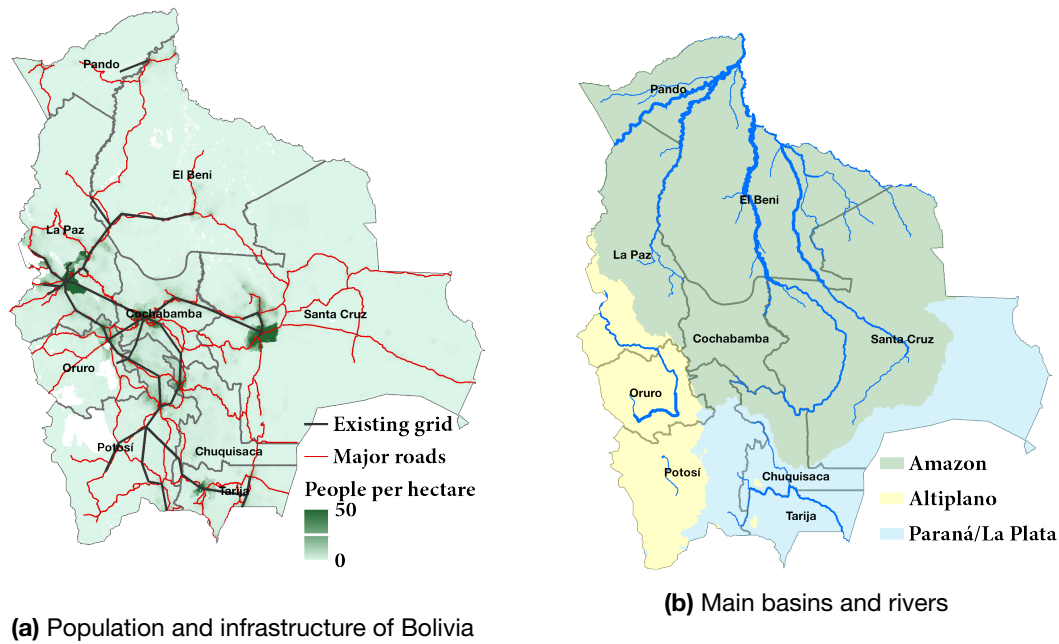 Pando
El Beni
La Paz
Cochabamba
Santa Cruz
Oruro
Potosí
Chuquisaca
Tarija
Existing grid
Major roads
People per hectare
50
0
(a) Population and infrastructure of Bolivia
Pando
El Beni
La Paz
Cochabamba
Santa Cruz
Oruro
Potosí
Chuquisaca
Tarija
Amazon
Altiplano
Paraná/La Plata
(b) Main basins and rivers